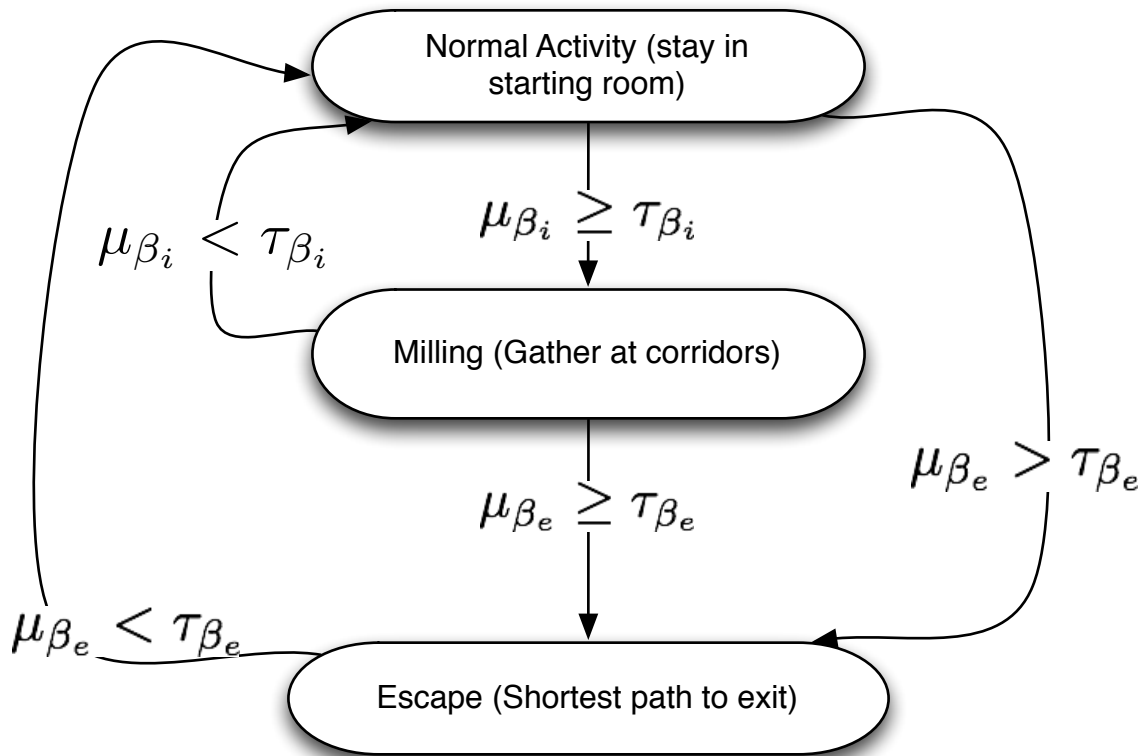 Normal Activity (stay in
starting room)
μ_{β_i} ≥ τ_{β_i}
μ_{β_i} < τ_{β_i}
Milling (Gather at corridors)
μ_{β_e} > τ_{β_e}
μ_{β_e} ≥ τ_{β_e}
μ_{β_e} < τ_{β_e}
Escape (Shortest path to exit)